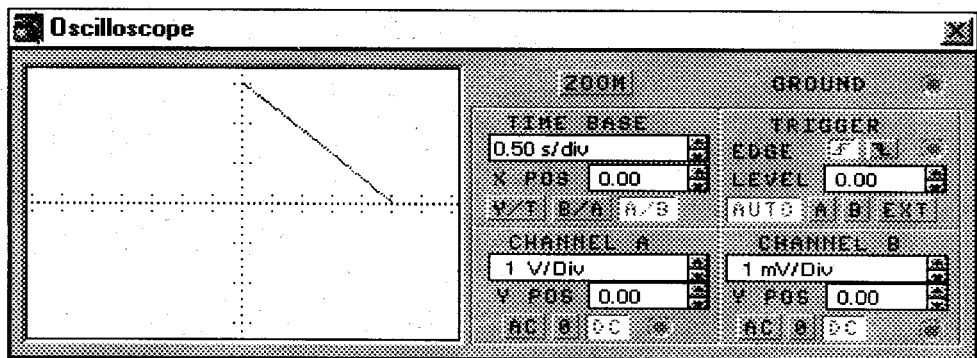 Oscilloscope
ZOOM GROUND
TIME BASE
0.50 s/div
X POS 0.00
Y/T B/A A/B
TRIGGER
EDGE
LEVEL 0.00
AUTO A B EXT
CHANNEL A
1 V/Div
Y POS 0.00
AC 0 DC
CHANNEL B
1 mV/Div
Y POS 0.00
AC 0 DC